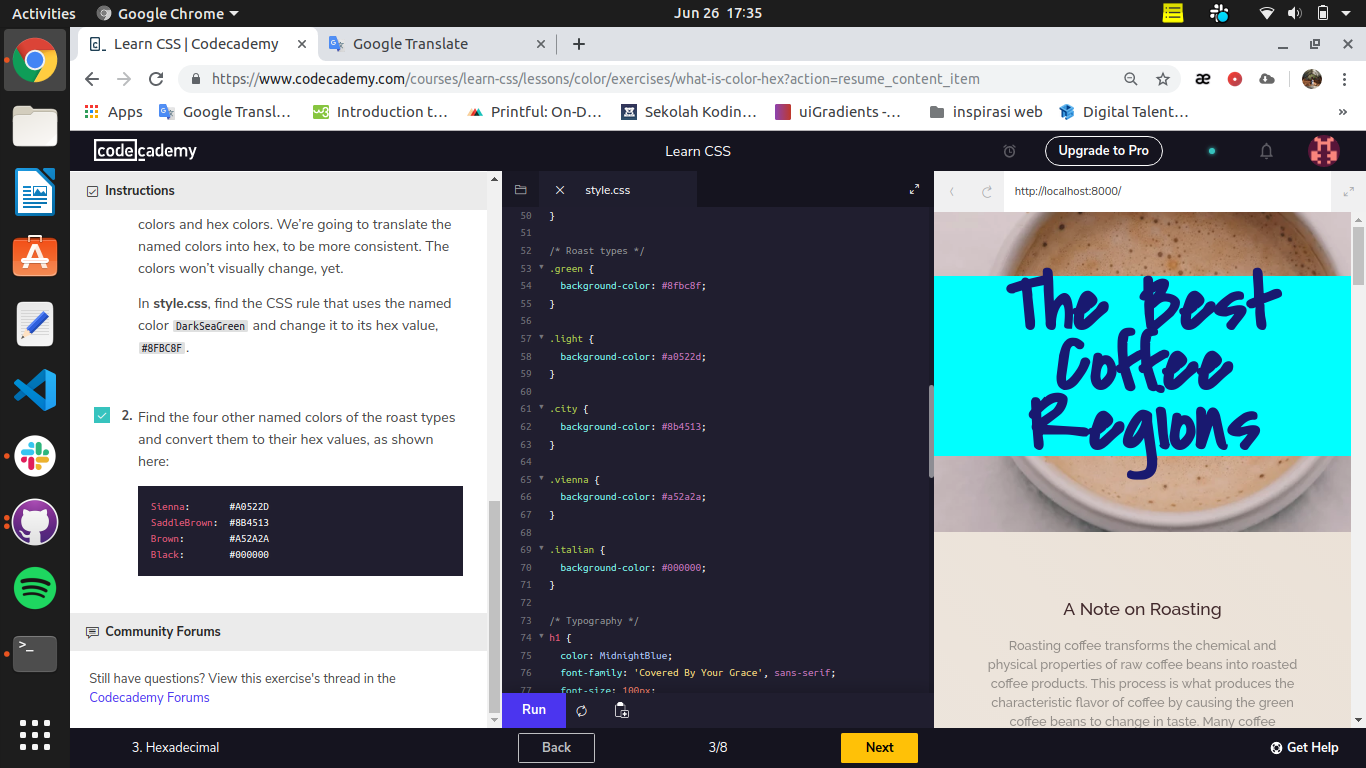 Activities
Google Chrome
Jun 26 17:35
Learn CSS | Codecademy
Google Translate
https://www.codecademy.com/courses/learn-css/lessons/color/exercises/what-is-color-hex?action=resume_content_item
Apps
Google Transl...
Introduction t...
Printful: On-D...
Sekolah Kodin...
uiGradients -...
inspirasi web
Digital Talent...
»
codecademy
Learn CSS
Upgrade to Pro
Instructions
colors and hex colors. We're going to translate the
named colors into hex, to be more consistent. The
colors won't visually change, yet.
In style.css, find the CSS rule that uses the named
color DarkSeaGreen and change it to its hex value,
#8FBC8F.
2. Find the four other named colors of the roast types
and convert them to their hex values, as shown
here:
Sienna: #A0522D
SaddleBrown: #8B4513
Brown: #A52A2A
Black: #000000
Community Forums
Still have questions? View this exercise's thread in the
Codecademy Forums
style.css
50 }
51
52 /* Roast types */
53 .green {
54 background-color: #8fbc8f;
55 }
56
57 .light {
58 background-color: #a0522d;
59 }
60
61 .city {
62 background-color: #8b4513;
63 }
64
65 .vienna {
66 background-color: #a52a2a;
67 }
68
69 .italian {
70 background-color: #000000;
71 }
72
73 /* Typography */
74 h1 {
75 color: MidnightBlue;
76 font-family: 'Covered By Your Grace', sans-serif;
77 font-size: 100px;
Run
http://localhost:8000/
The Best
Coffee
Regions
A Note on Roasting
Roasting coffee transforms the chemical and
physical properties of raw coffee beans into roasted
coffee products. This process is what produces the
characteristic flavor of coffee by causing the green
coffee beans to change in taste. Many coffee
3. Hexadecimal
Back
3/8
Next
Get Help